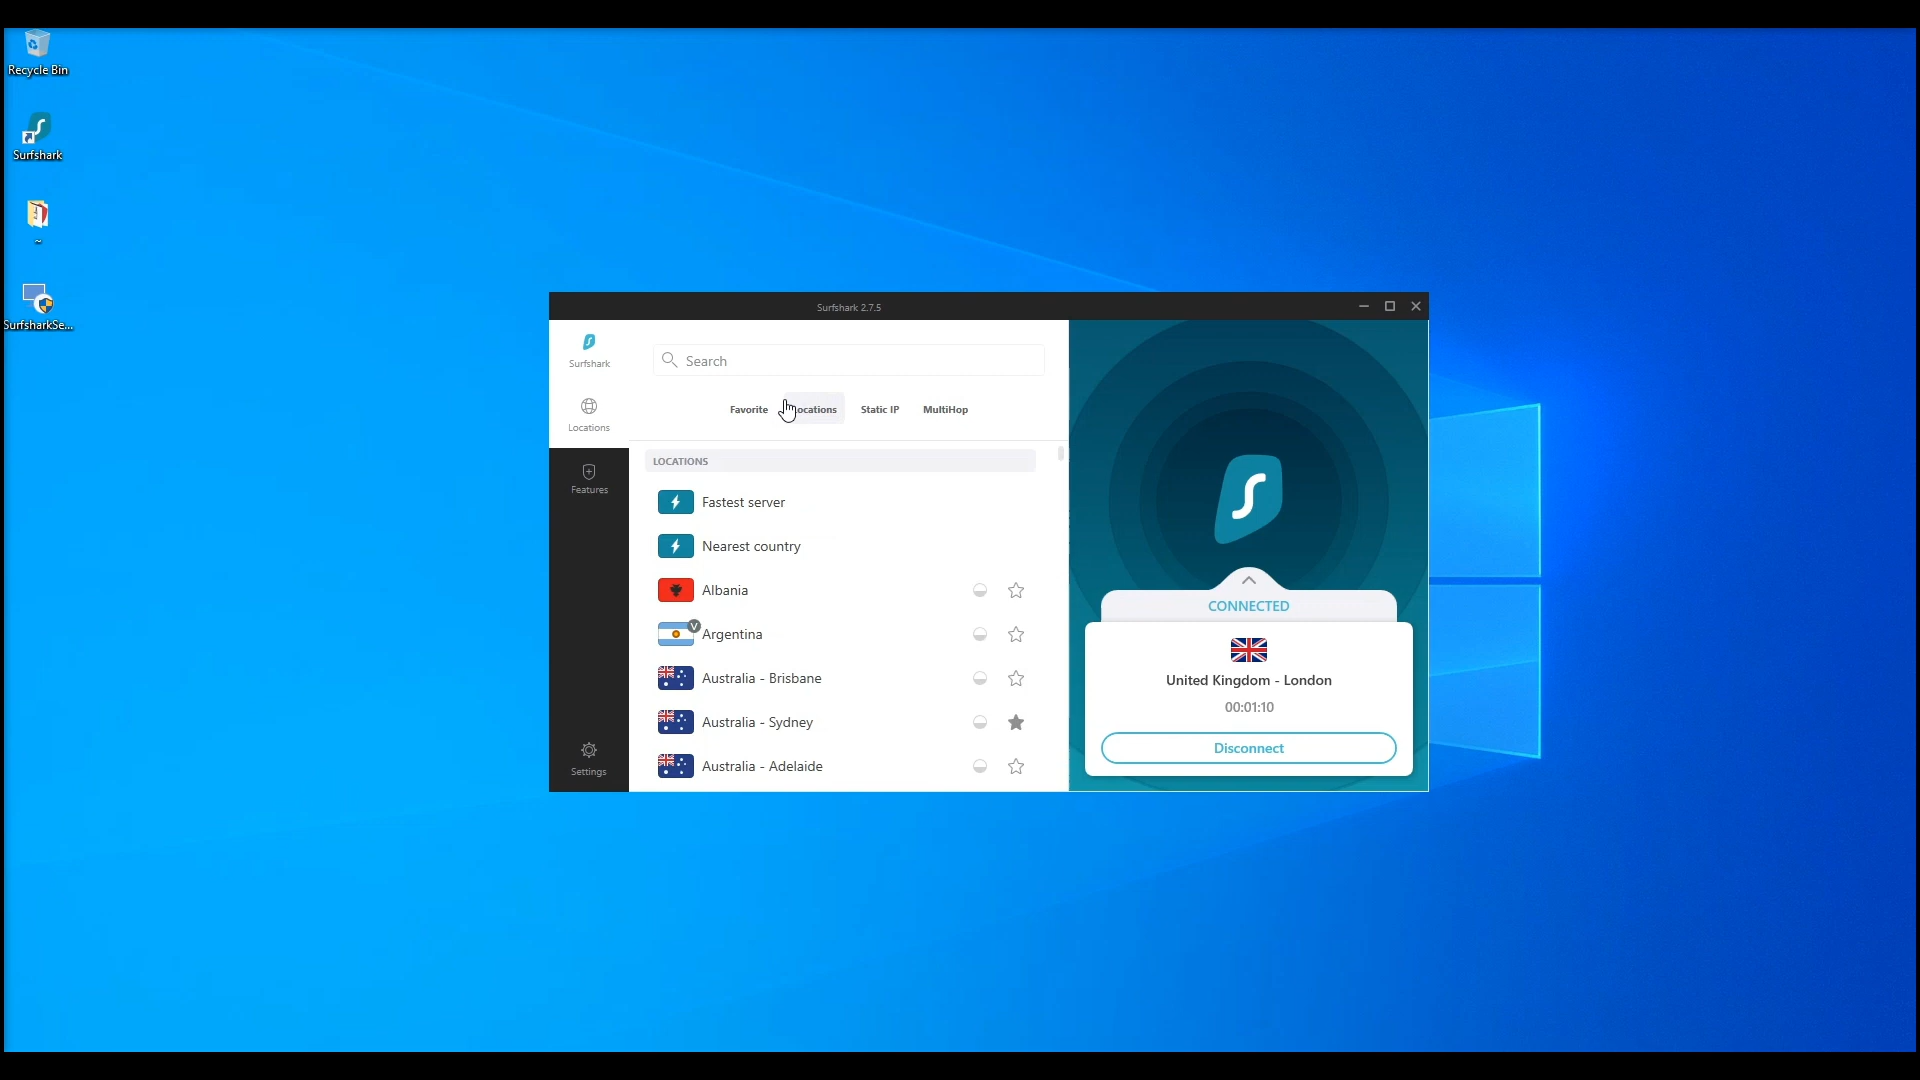 Recycle Bin
Surfshark
~
SurfsharkSe...
Surfshark 2.7.5
Surfshark
Locations
Features
Settings
Search
Favorite
ocations
Static IP
MultiHop
LOCATIONS
Fastest server
Nearest country
Albania
V
Argentina
Australia - Brisbane
Australia - Sydney
Australia - Adelaide
CONNECTED
United Kingdom - London
00:01:10
Disconnect